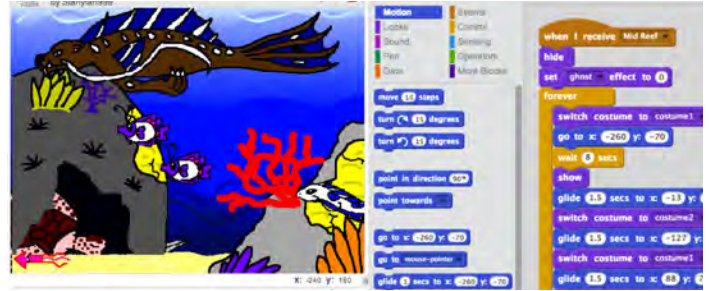 Motion
Looks
Sound
Pen
Data
Events
Control
Sensing
Operators
More Blocks
move 10 steps
turn 15 degrees
turn 15 degrees
point in direction 90
point towards
go to x: -260 y: -70
go to mouse-pointer
glide 1 secs to x: -260 y: -70
x: -240 y: 180
when I receive Mid Reef
hide
set ghost effect to 0
forever
switch costume to costume1
go to x: -260 y: -70
wait 8 secs
show
glide 1.5 secs to x: -13 y:
switch costume to costume2
glide 1.5 secs to x: -127 y:
switch costume to costume1
glide 1.5 secs to x: 88 y: